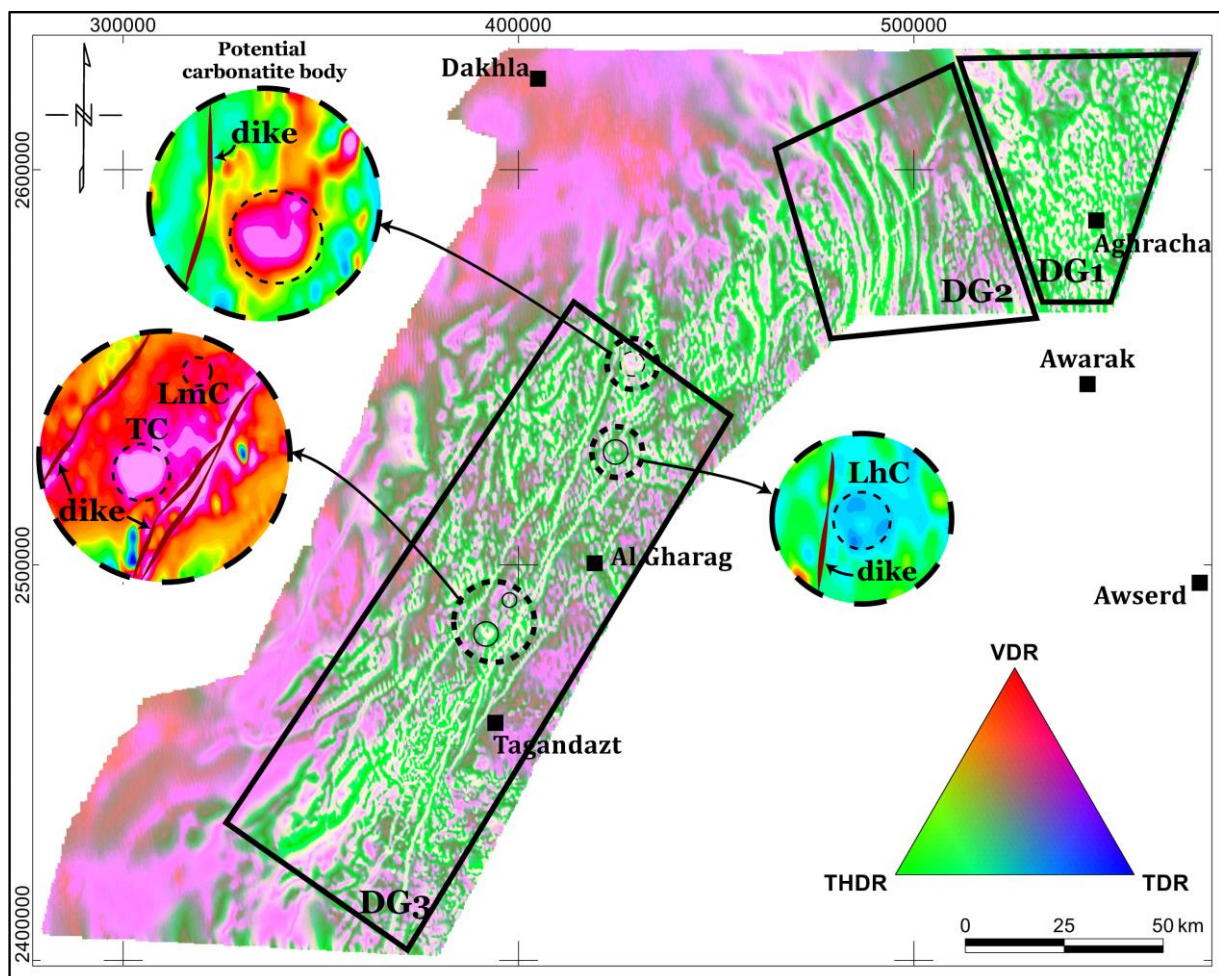 300000
400000
500000
Potential
carbonatite body
Dakhla
N
dike
2600000
Aghracha
DG1
DG2
Awarak
LmC
TC
dike
LhC
dike
Al Gharag
2500000
Awserd
VDR
Tagandazt
THDR
TDR
DG3
0 25 50 km
2400000